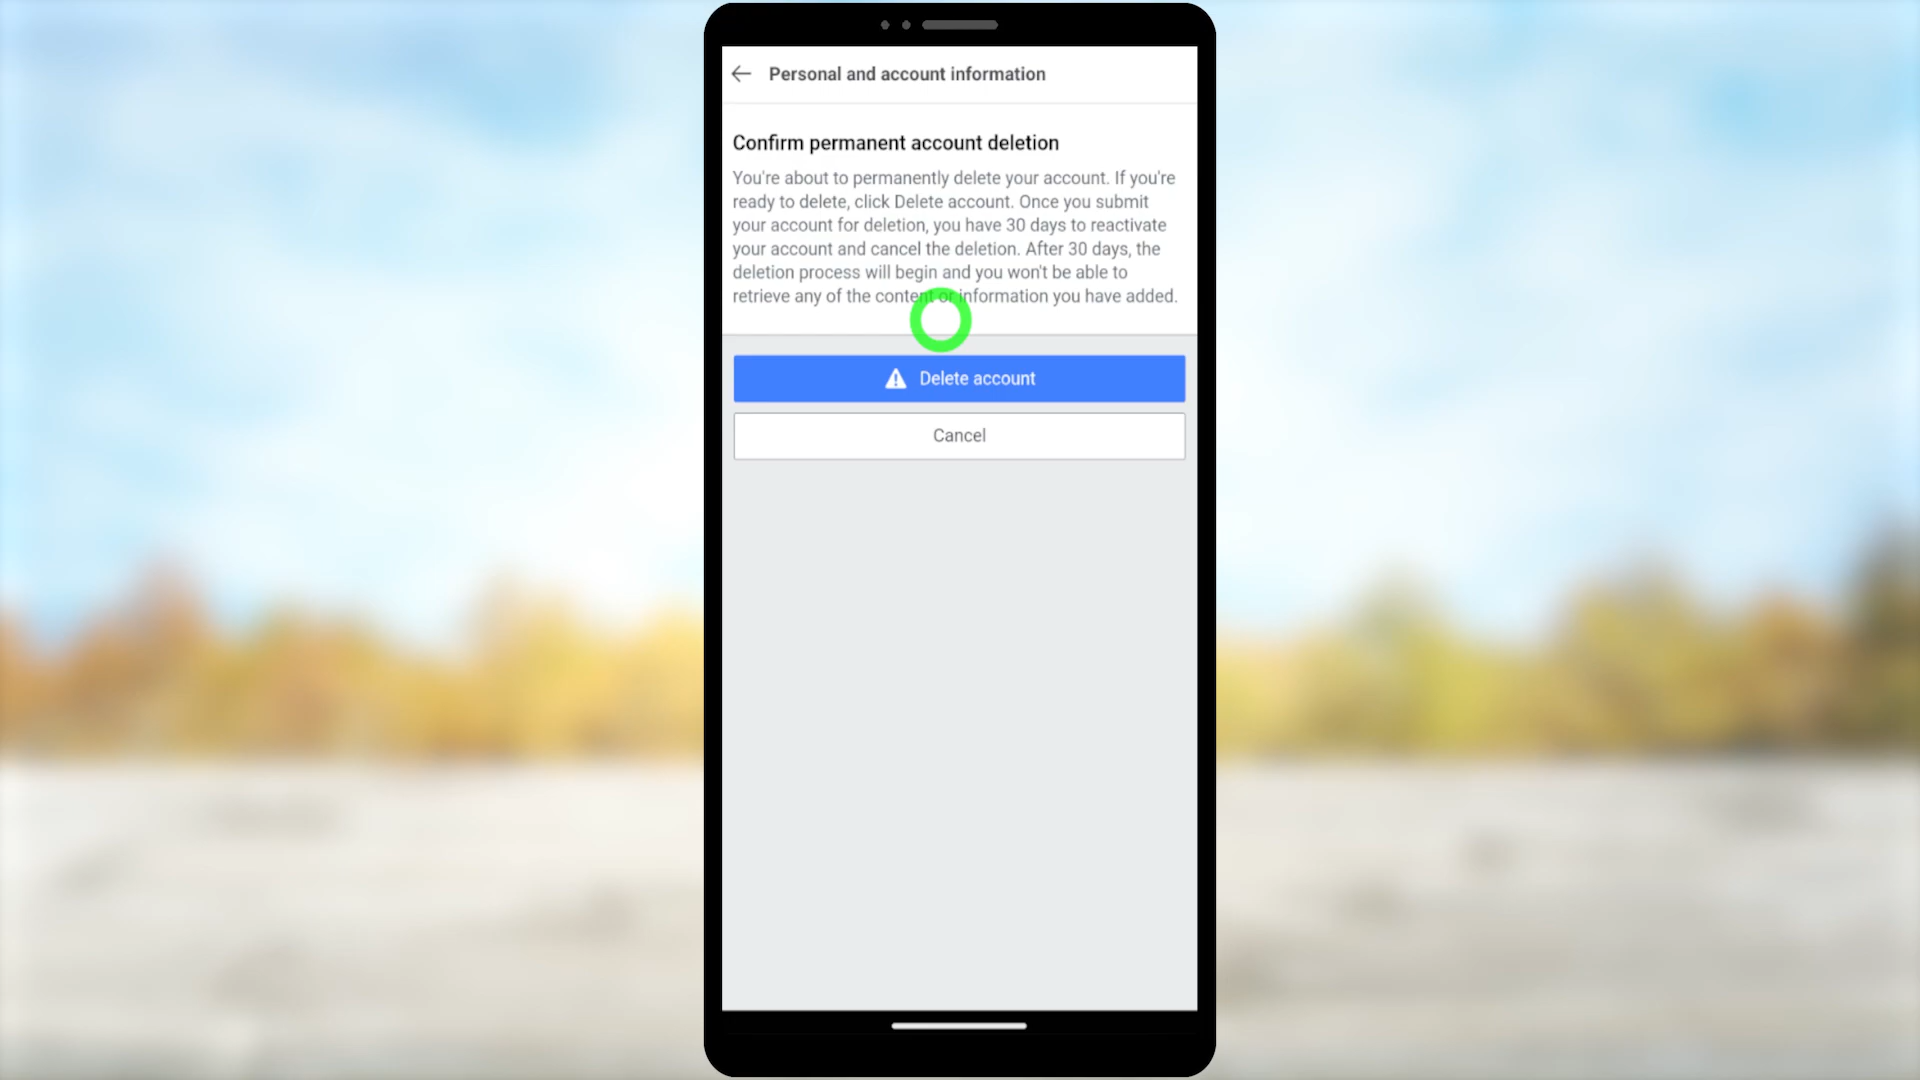 Personal and account information
Confirm permanent account deletion
You're about to permanently delete your account. If you're
ready to delete, click Delete account. Once you submit
your account for deletion, you have 30 days to reactivate
your account and cancel the deletion. After 30 days, the
deletion process will begin and you won't be able to
retrieve any of the content or information you have added.
Delete account
Cancel